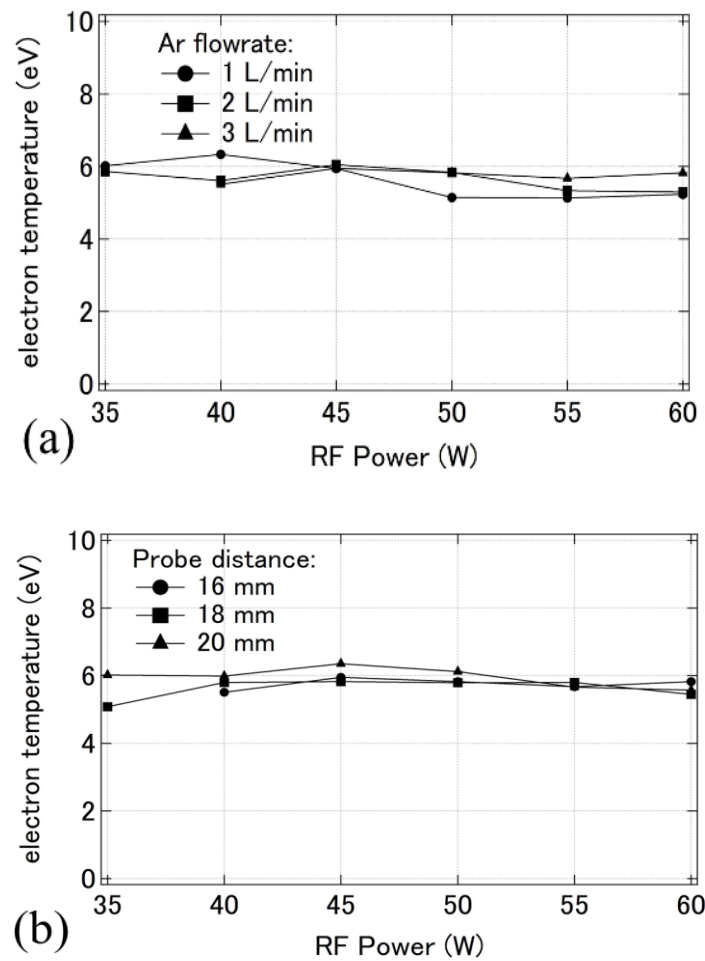 10
8
6
4
2
0
electron temperature (eV)
Ar flowrate:
1 L/min
2 L/min
3 L/min
35 40 45 50 55 60
RF Power (W)
(a)
10
8
6
4
2
0
electron temperature (eV)
Probe distance:
16 mm
18 mm
20 mm
35 40 45 50 55 60
RF Power (W)
(b)